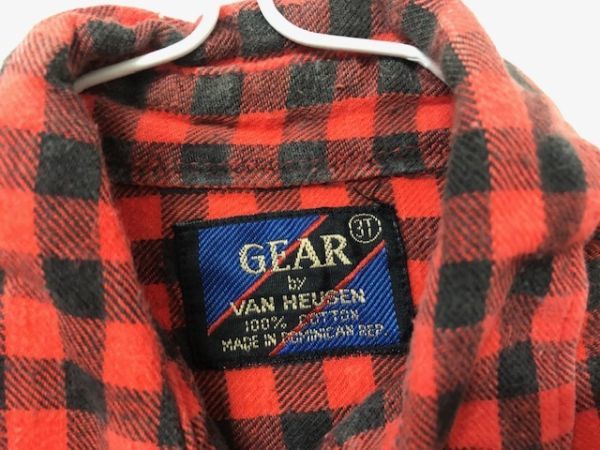 GEAR 3T
by
VAN HEUSEN
100% COTTON
MADE IN DOMINICAN REP.